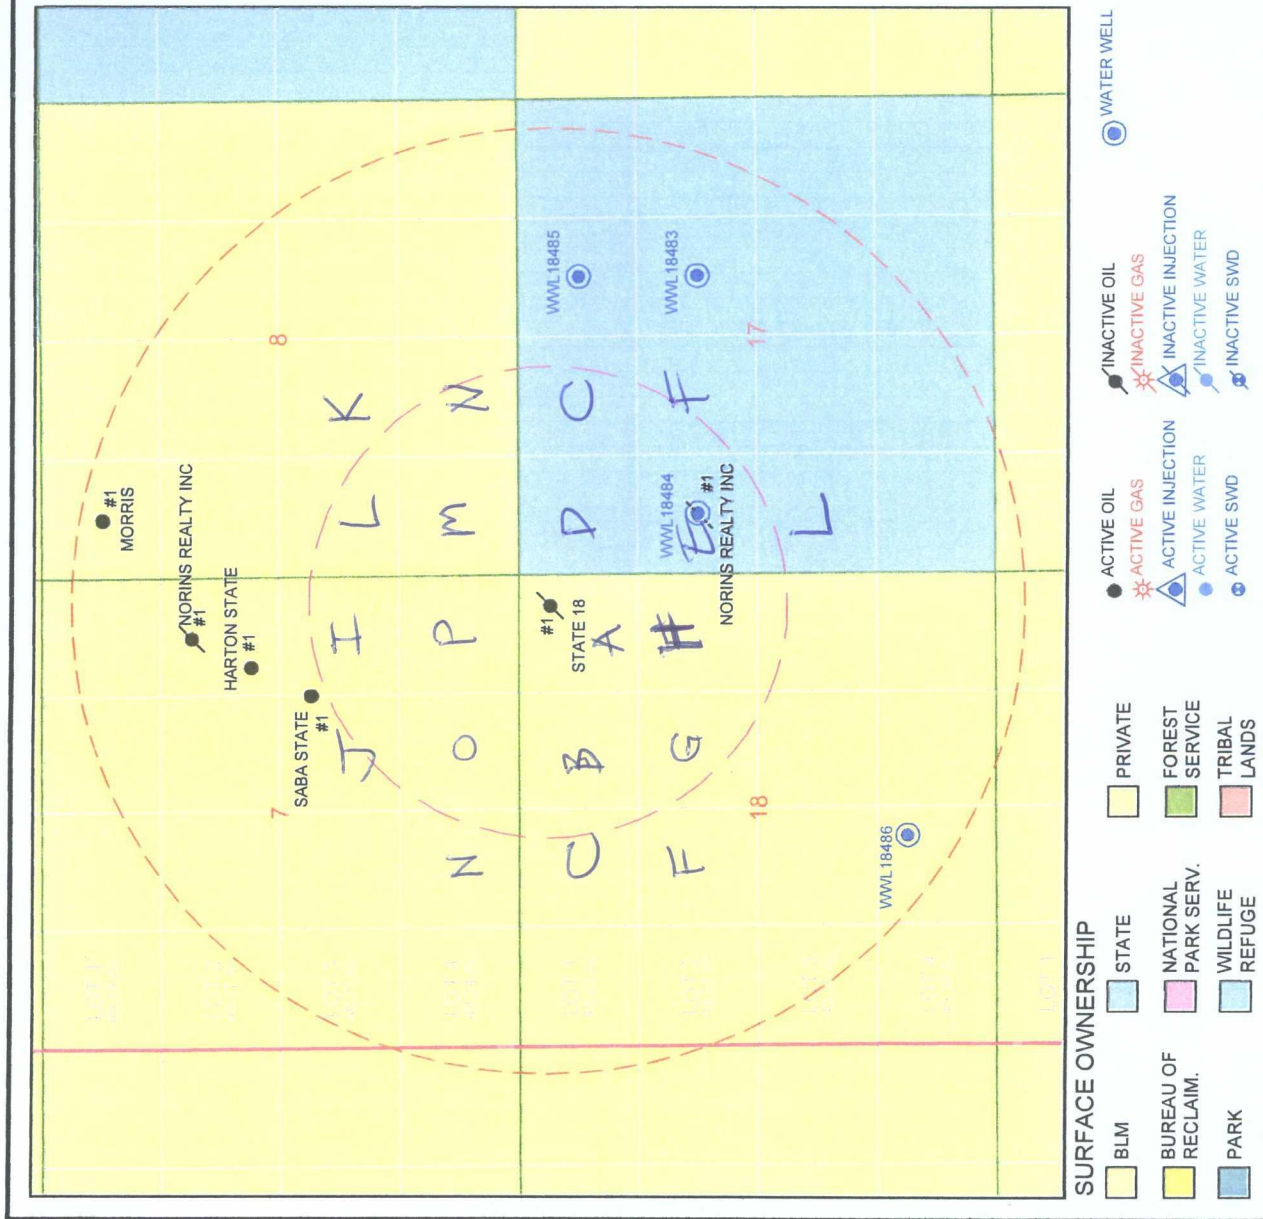 #1
MORRIS
NORINS REALTY INC
#1
HARTON STATE
#1
SABA STATE
#1
8
7
J I L K
N O P M N
#1
STATE 18
WWL18485
C B A D C
WWL18484
WWL18483
F G H E F
#1
NORINS REALTY INC
18
17
L
WWL18486
SURFACE OWNERSHIP
BLM
STATE
PRIVATE
BUREAU OF
RECLAIM.
NATIONAL
PARK SERV.
FOREST
SERVICE
PARK
WILDLIFE
REFUGE
TRIBAL
LANDS
ACTIVE OIL
ACTIVE GAS
ACTIVE INJECTION
ACTIVE WATER
ACTIVE SWD
INACTIVE OIL
INACTIVE GAS
INACTIVE INJECTION
INACTIVE WATER
INACTIVE SWD
WATER WELL